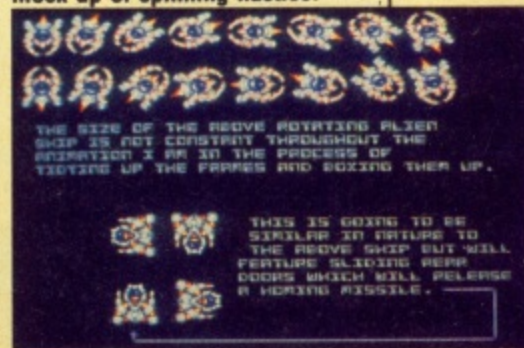 Mock-up of spinning nasties.
THE SIZE OF THE ABOVE ROTATING ALIEN
SHIP IS NOT CONSTANT THROUGHOUT THE
ANIMATION I AM IN THE PROCESS OF
TIDTING UP THE FRAMES AND BOXING THEM UP.
THIS IS GOING TO BE
SIMILAR IN NATURE TO
THE ABOVE SHIP BUT WILL
FEATURE SLIDING REAR
DOORS WHICH WILL RELEASE
A HOMING MISSILE.